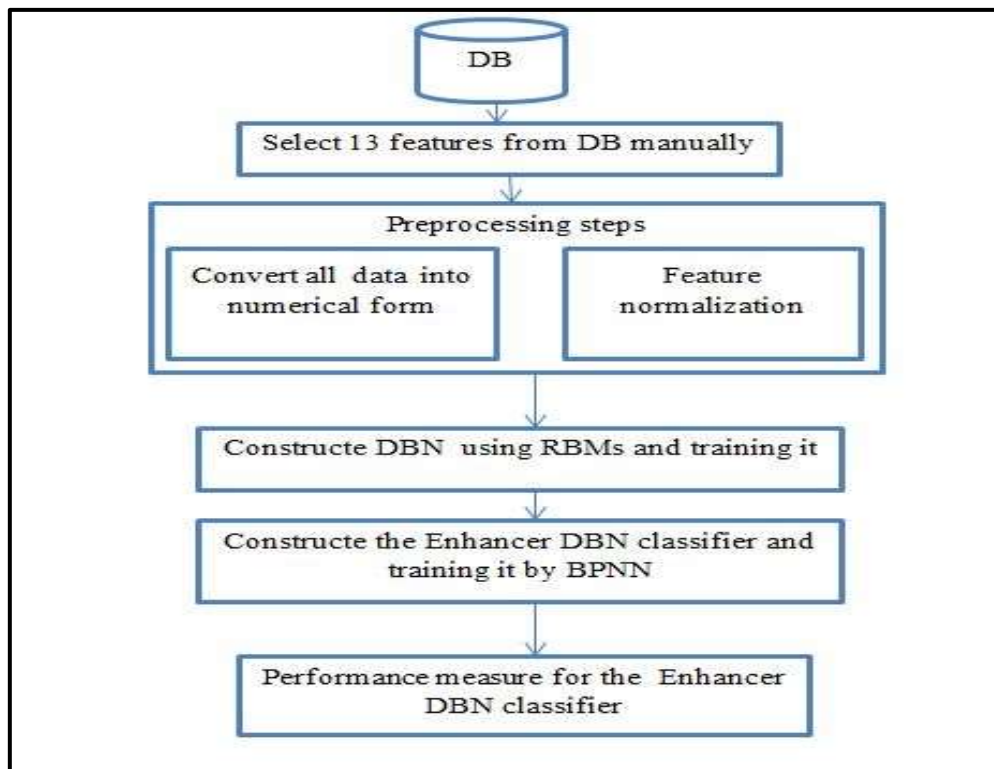 DB
Select 13 features from DB manually
Preprocessing steps
Convert all data into
numerical form
Feature
normalization
Constructe DBN using RBMs and training it
Constructe the Enhancer DBN classifier and
training it by BPNN
Performance measure for the Enhancer
DBN classifier